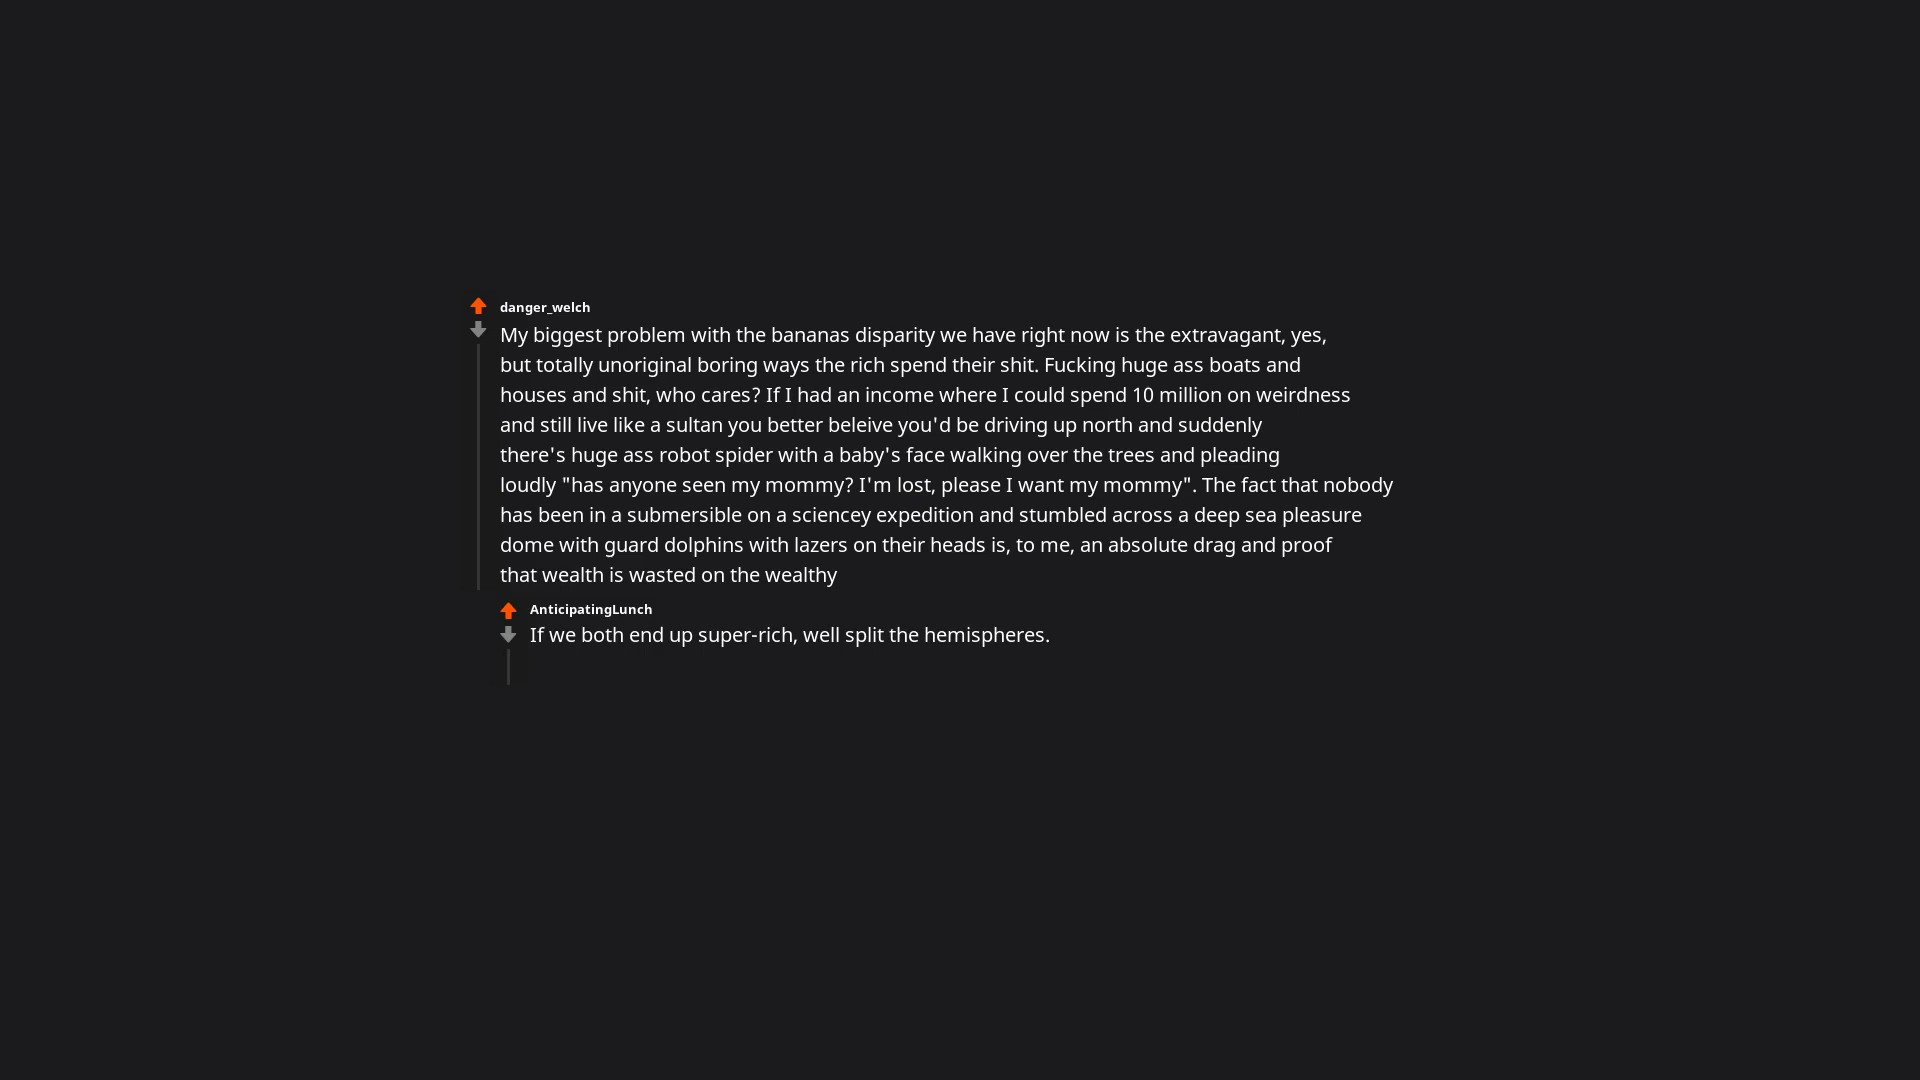 danger_welch
My biggest problem with the bananas disparity we have right now is the extravagant, yes,
but totally unoriginal boring ways the rich spend their shit. Fucking huge ass boats and
houses and shit, who cares? If I had an income where I could spend 10 million on weirdness
and still live like a sultan you better beleive you'd be driving up north and suddenly
there's huge ass robot spider with a baby's face walking over the trees and pleading
loudly "has anyone seen my mommy? I'm lost, please I want my mommy". The fact that nobody
has been in a submersible on a sciencey expedition and stumbled across a deep sea pleasure
dome with guard dolphins with lazers on their heads is, to me, an absolute drag and proof
that wealth is wasted on the wealthy
AnticipatingLunch
If we both end up super-rich, well split the hemispheres.